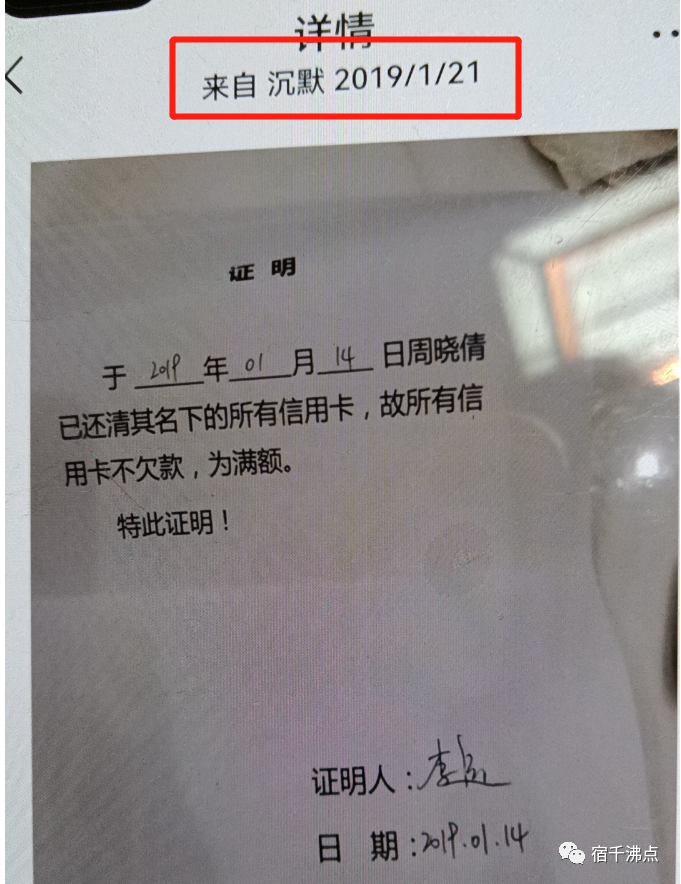 详情
来自 沉默 2019/1/21
证 明
于 2019 年 01 月 14 日周晓倩
已还清其名下的所有信用卡，故所有信
用卡不欠款，为满额。
特此证明！
证明人：李
日 期：2019.01.14
宿千沸点